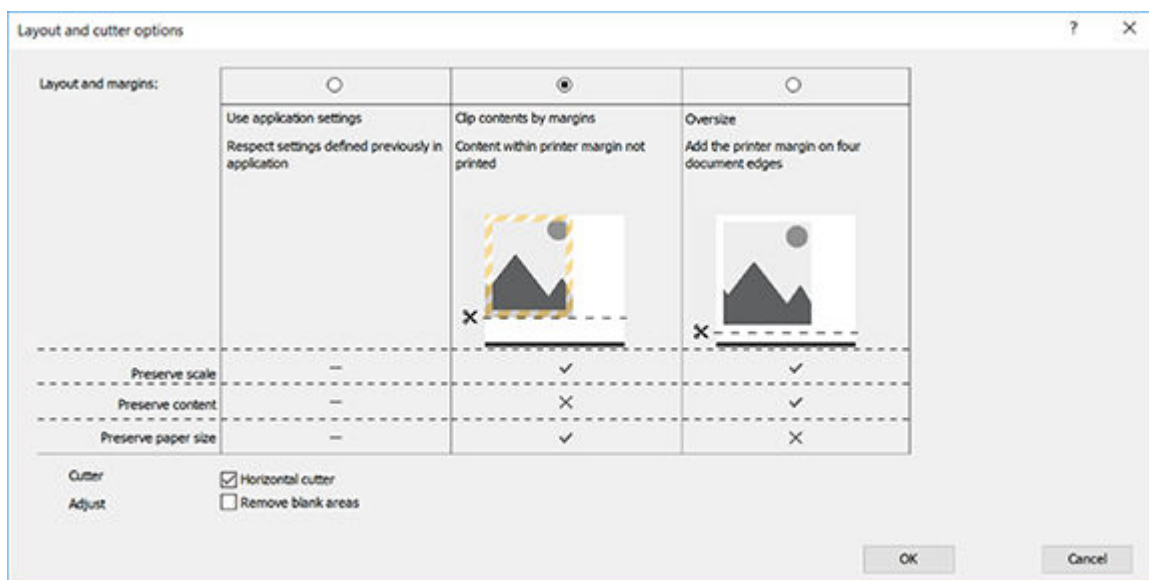 Layout and cutter options
Layout and margins:
Use application settings
Respect settings defined previously in
application
Clip contents by margins
Content within printer margin not
printed
Oversize
Add the printer margin on four
document edges
Preserve scale
Preserve content
Preserve paper size
Cutter
Horizontal cutter
Adjust
Remove blank areas
OK
Cancel